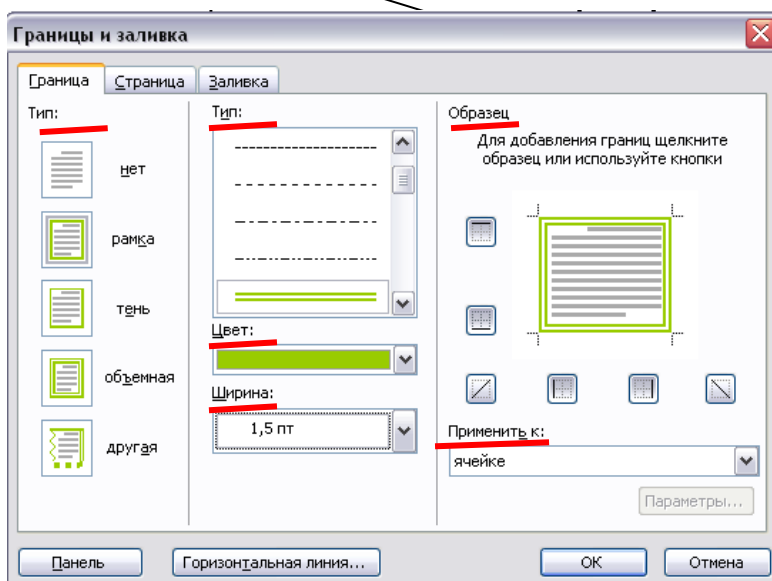 Границы и заливка
Граница
Страница
Заливка
Тип:
нет
рамка
тень
объемная
другая
Тип:
Цвет:
Ширина:
1,5 пт
Образец
Для добавления границ щелкните
образец или используйте кнопки
Применить к:
ячейке
Параметры...
Панель
Горизонтальная линия...
ОК
Отмена